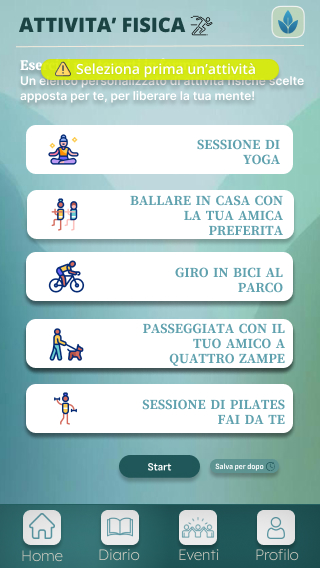 ATTIVITA’ FISICA
Ese
Seleziona prima un’attività
Un elenco personalizzato di attività fisiche scelte
apposta per te, per liberare la tua mente!
SESSIONE DI
YOGA
BALLARE IN CASA CON
LA TUA AMICA
PREFERITA
GIRO IN BICI AL
PARCO
PASSEGGIATA CON IL
TUO AMICO A
QUATTRO ZAMPE
SESSIONE DI PILATES
FAI DA TE
Start
Salva per dopo
Home
Diario
Eventi
Profilo